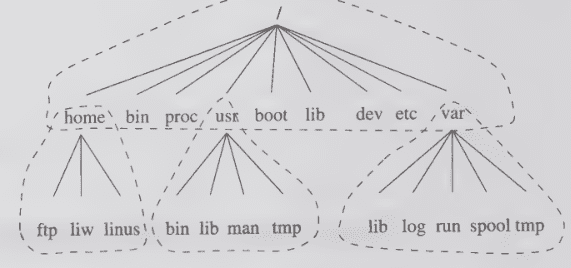 /
home bin proc usr boot lib dev etc var
ftp liw linus bin lib man tmp lib log run spool tmp